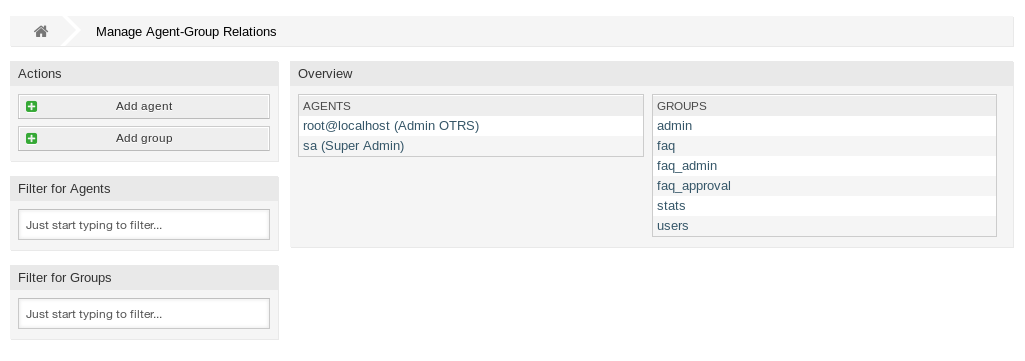 Manage Agent-Group Relations
Actions
Add agent
Add group
Filter for Agents
Just start typing to filter...
Filter for Groups
Just start typing to filter...
Overview
AGENTS
root@localhost (Admin OTRS)
sa (Super Admin)
GROUPS
admin
faq
faq_admin
faq_approval
stats
users